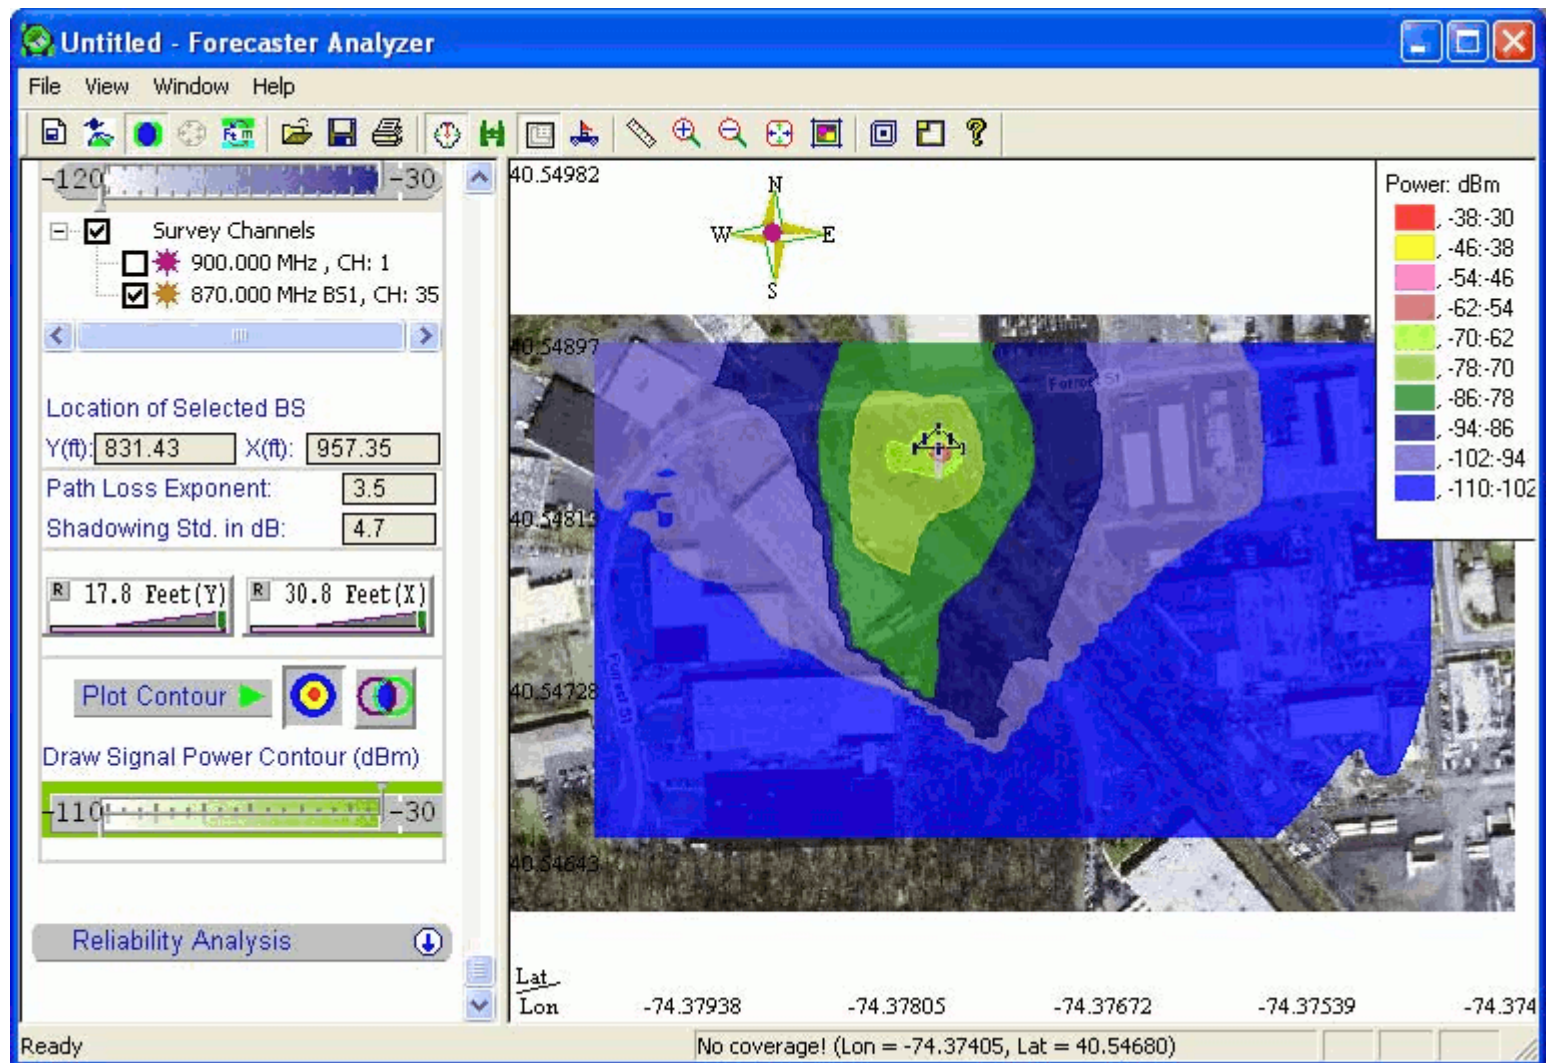 Untitled - Forecaster Analyzer
File View Window Help
-120 -30
Survey Channels
900.000 MHz , CH: 1
870.000 MHz BS1, CH: 35
Location of Selected BS
Y(ft): 831.43 X(ft): 957.35
Path Loss Exponent: 3.5
Shadowing Std. in dB: 4.7
R 17.8 Feet(Y) R 30.8 Feet(X)
Plot Contour
Draw Signal Power Contour (dBm)
-110 -30
Reliability Analysis
40.54982
N
W E
S
40.54897
Forrest St
40.54813
Forrest St
40.54728
40.54643
Lat
Lon -74.37938 -74.37805 -74.37672 -74.37539 -74.374
Power: dBm
, -38:-30
, -46:-38
, -54:-46
, -62:-54
, -70:-62
, -78:-70
, -86:-78
, -94:-86
, -102:-94
, -110:-102
Ready
No coverage! (Lon = -74.37405, Lat = 40.54680)